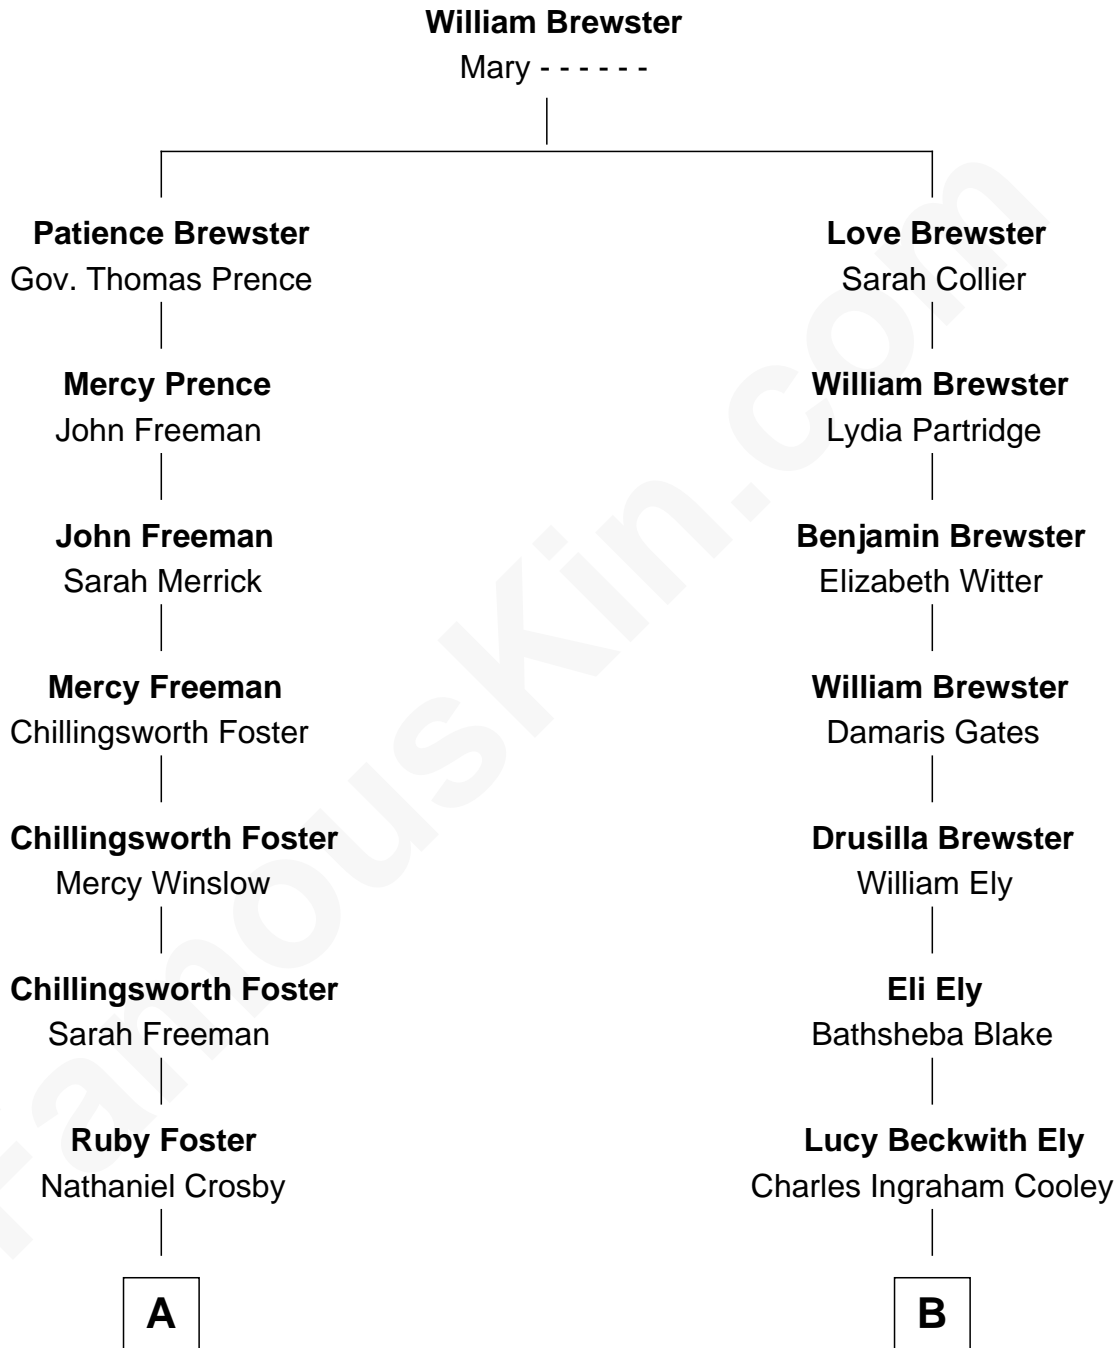 William Brewster
Mary - - - - - -
Patience Brewster
Gov. Thomas Prence
Love Brewster
Sarah Collier
Mercy Prence
John Freeman
William Brewster
Lydia Partridge
John Freeman
Sarah Merrick
Benjamin Brewster
Elizabeth Witter
Mercy Freeman
Chillingsworth Foster
William Brewster
Damaris Gates
Chillingsworth Foster
Mercy Winslow
Drusilla Brewster
William Ely
Chillingsworth Foster
Sarah Freeman
Eli Ely
Bathsheba Blake
Ruby Foster
Nathaniel Crosby
Lucy Beckwith Ely
Charles Ingraham Cooley
A
B
FamousKin.com